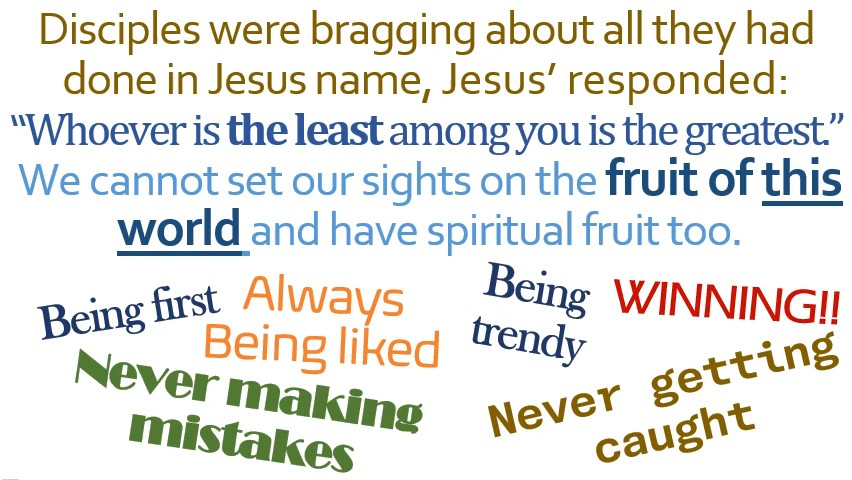 Disciples were bragging about all they had
done in Jesus name, Jesus’ responded:
“Whoever is the least among you is the greatest.”
We cannot set our sights on the fruit of this
world and have spiritual fruit too.
Being first
Always
Being liked
Being
trendy
WINNING!!
Never making
mistakes
Never getting
caught